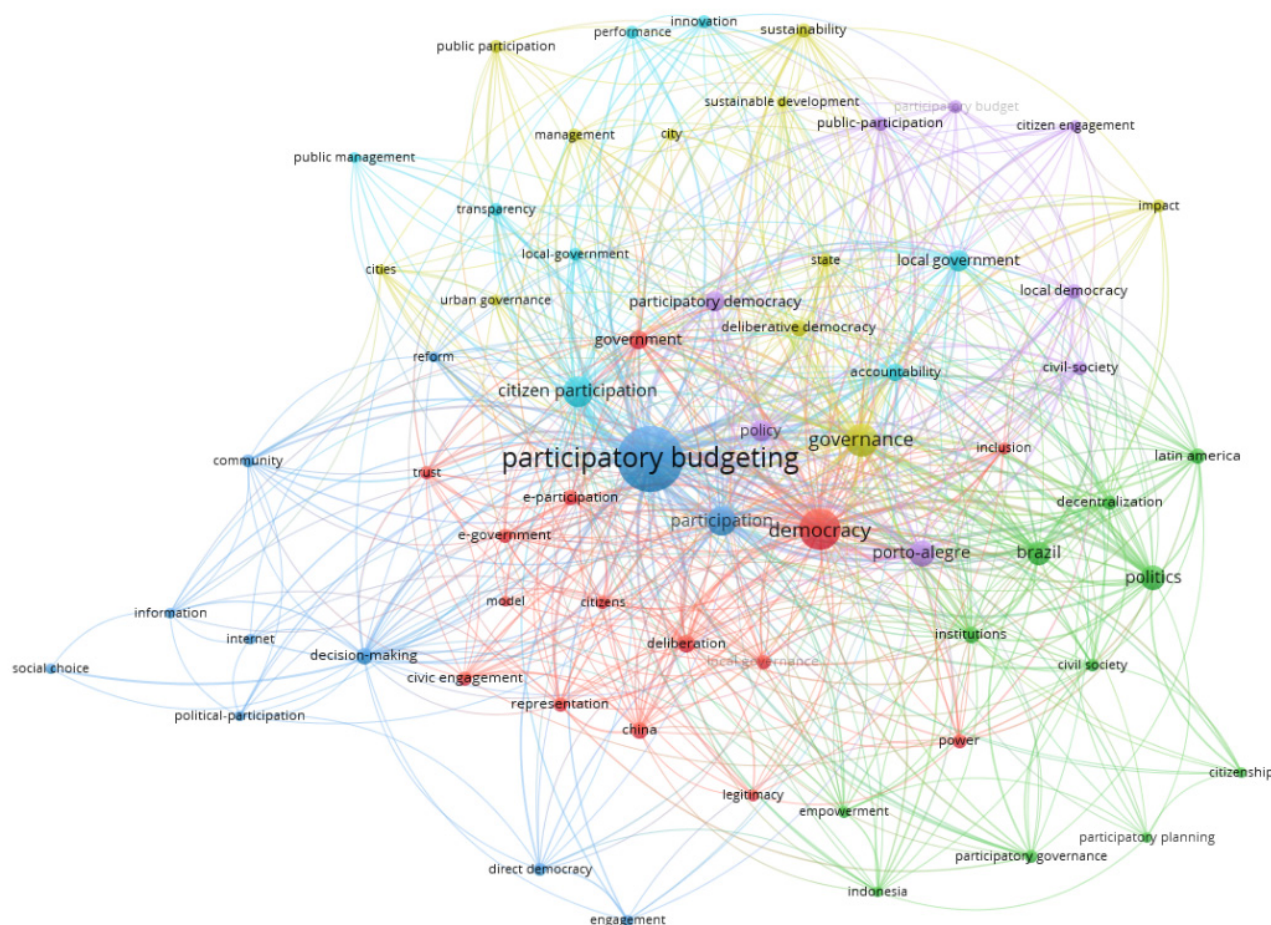 innovation
performance
sustainability
public participation
sustainable development
participatory budget
public-participation
citizen engagement
management
city
public management
transparency
impact
local-government
state
local government
cities
urban governance
participatory democracy
local democracy
deliberative democracy
government
reform
accountability
civil-society
citizen participation
policy
governance
inclusion
participatory budgeting
latin america
community
trust
e-participation
decentralization
participation
democracy
e-government
porto-alegre
brazil
politics
model
citizens
information
internet
deliberation
institutions
decision-making
local governance
social choice
civil society
civic engagement
representation
political-participation
china
power
citizenship
legitimacy
empowerment
participatory planning
participatory governance
direct democracy
indonesia
engagement